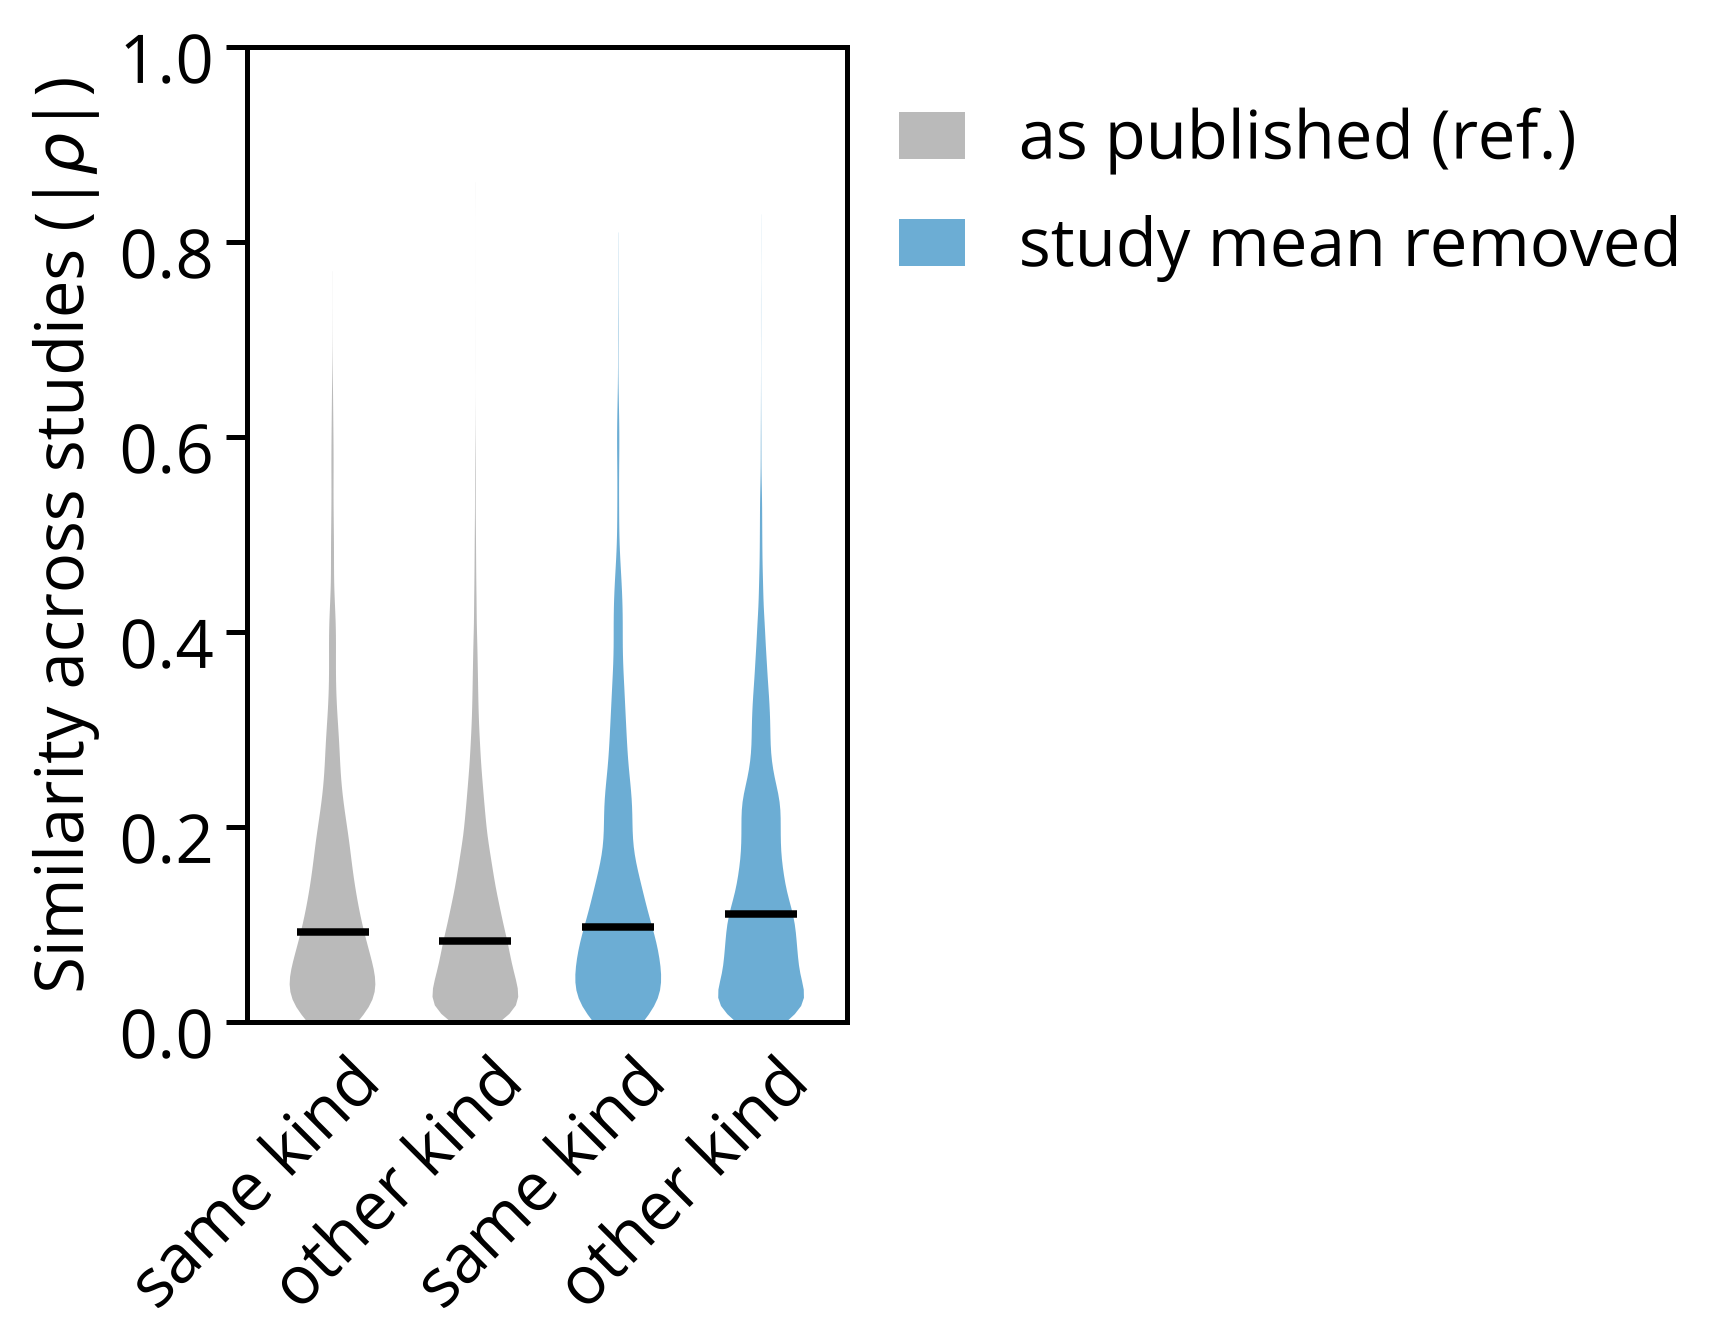 Similarity across studies (|ρ|)
1.0
0.8
0.6
0.4
0.2
0.0
same kind
other kind
same kind
other kind
as published (ref.)
study mean removed